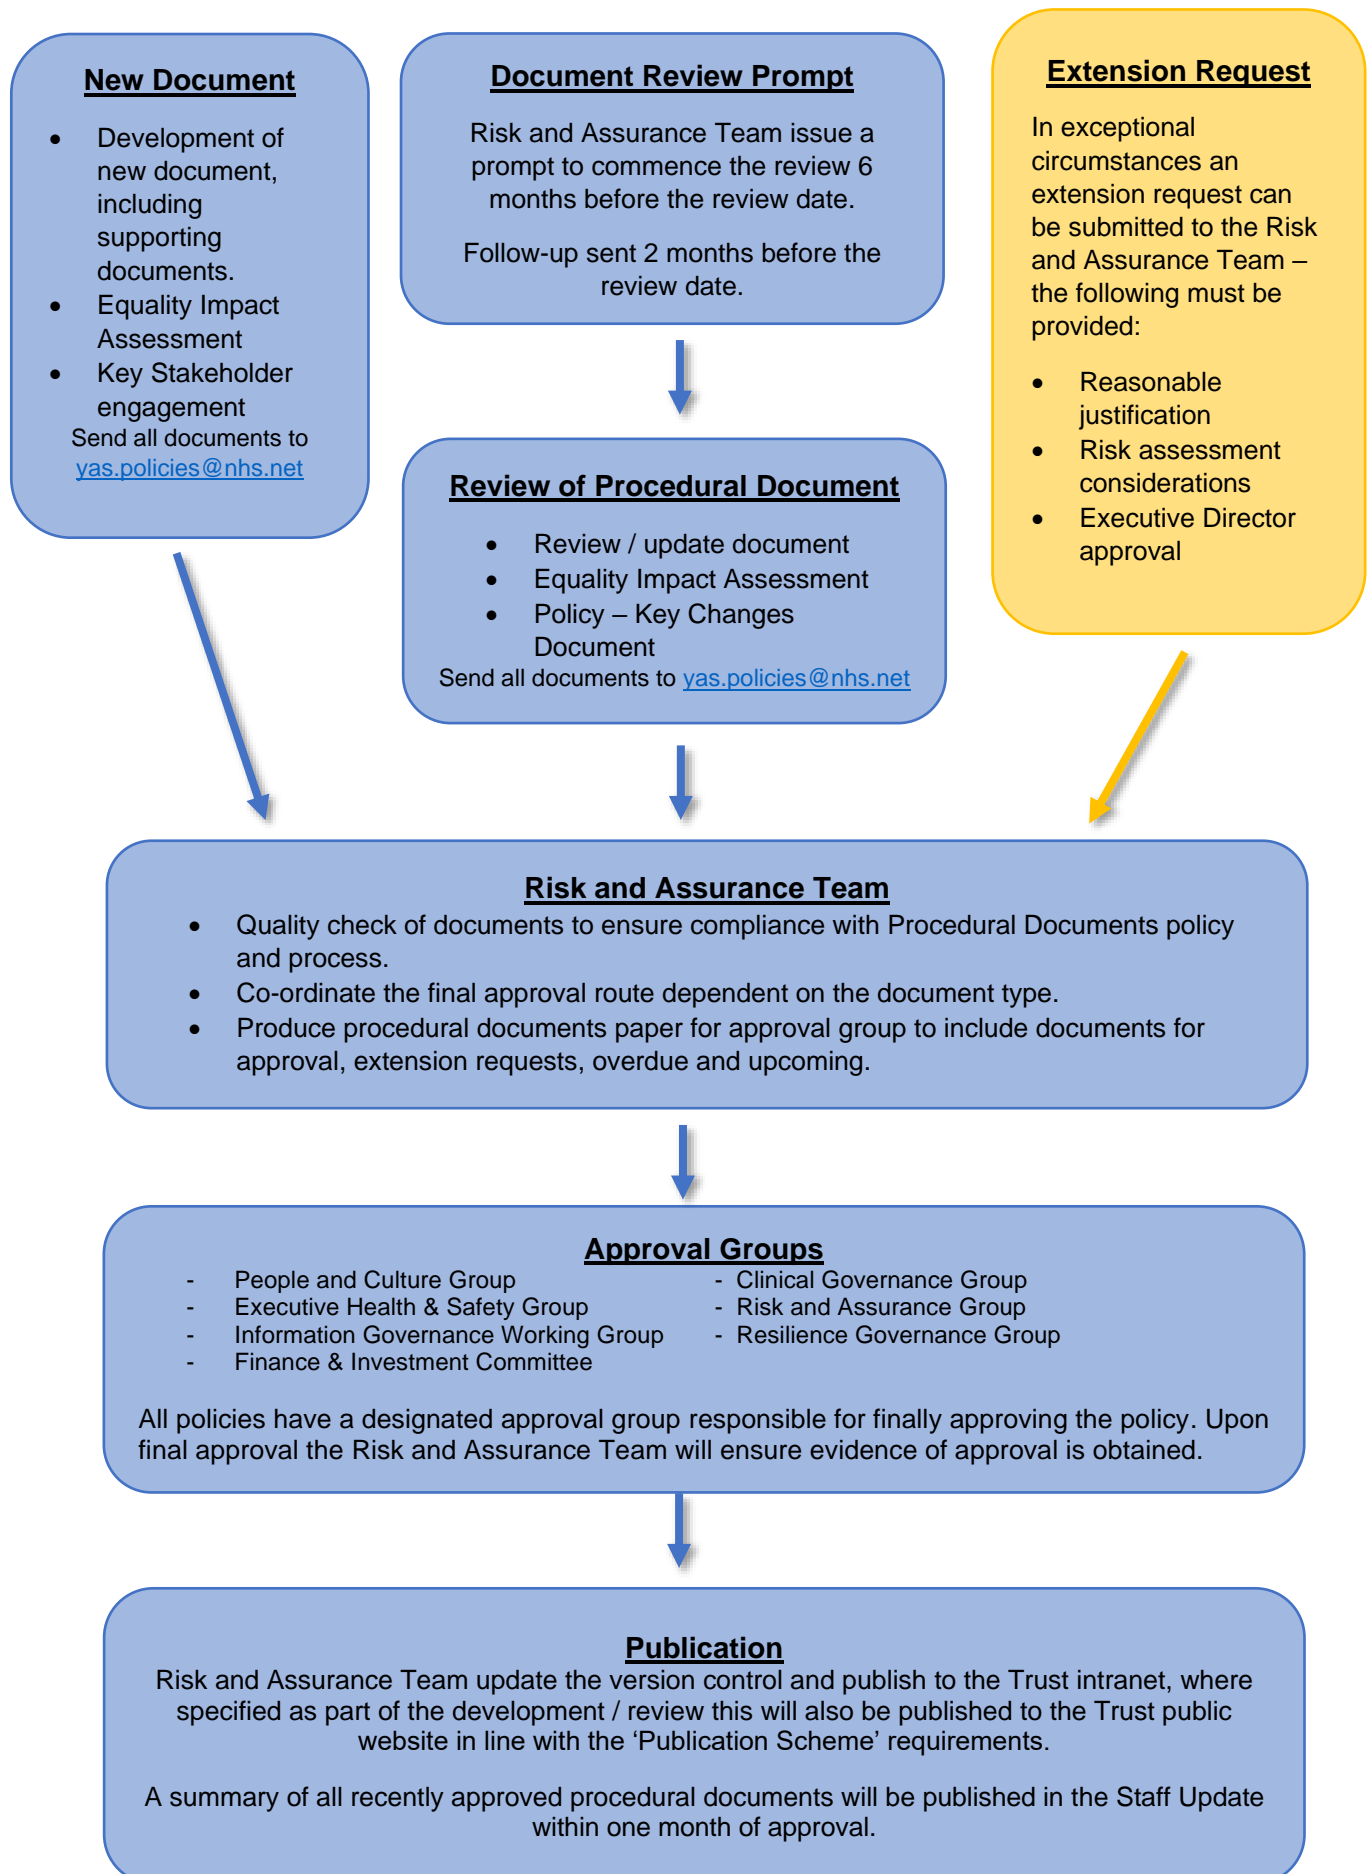 New Document
• Development of
new document,
including
supporting
documents.
• Equality Impact
Assessment
• Key Stakeholder
engagement
Send all documents to
yas.policies@nhs.net
Document Review Prompt
Risk and Assurance Team issue a
prompt to commence the review 6
months before the review date.
Follow-up sent 2 months before the
review date.
Review of Procedural Document
• Review / update document
• Equality Impact Assessment
• Policy – Key Changes
Document
Send all documents to yas.policies@nhs.net
Extension Request
In exceptional
circumstances an
extension request can
be submitted to the Risk
and Assurance Team –
the following must be
provided:
• Reasonable
justification
• Risk assessment
considerations
• Executive Director
approval
Risk and Assurance Team
• Quality check of documents to ensure compliance with Procedural Documents policy
and process.
• Co-ordinate the final approval route dependent on the document type.
• Produce procedural documents paper for approval group to include documents for
approval, extension requests, overdue and upcoming.
Approval Groups
- People and Culture Group - Clinical Governance Group
- Executive Health & Safety Group - Risk and Assurance Group
- Information Governance Working Group - Resilience Governance Group
- Finance & Investment Committee
All policies have a designated approval group responsible for finally approving the policy. Upon
final approval the Risk and Assurance Team will ensure evidence of approval is obtained.
Publication
Risk and Assurance Team update the version control and publish to the Trust intranet, where
specified as part of the development / review this will also be published to the Trust public
website in line with the ‘Publication Scheme’ requirements.
A summary of all recently approved procedural documents will be published in the Staff Update
within one month of approval.